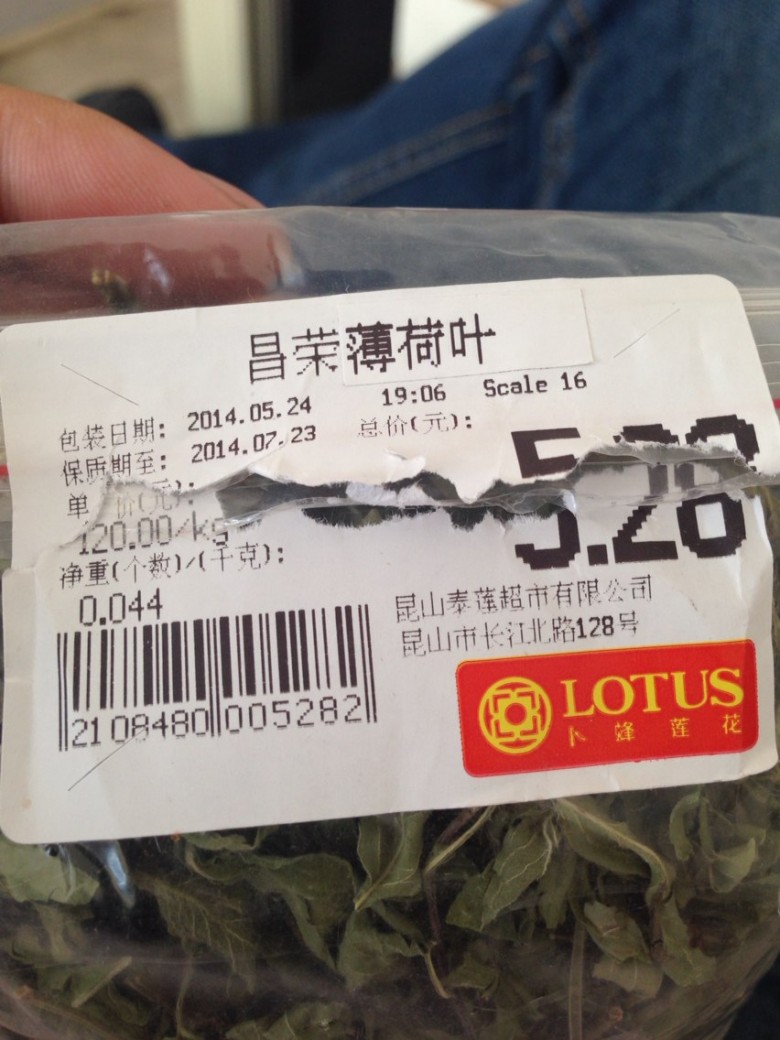 昌荣薄荷叶
包装日期: 2014.05.24 19:06 Scale 16
保质期至: 2014.07.23 总价(元):
单 价(元): 5.28
120.00/kg
净重(个数)/(千克):
0.044
昆山泰莲超市有限公司
昆山市长江北路128号
2108480005282
LOTUS
卜蜂莲花